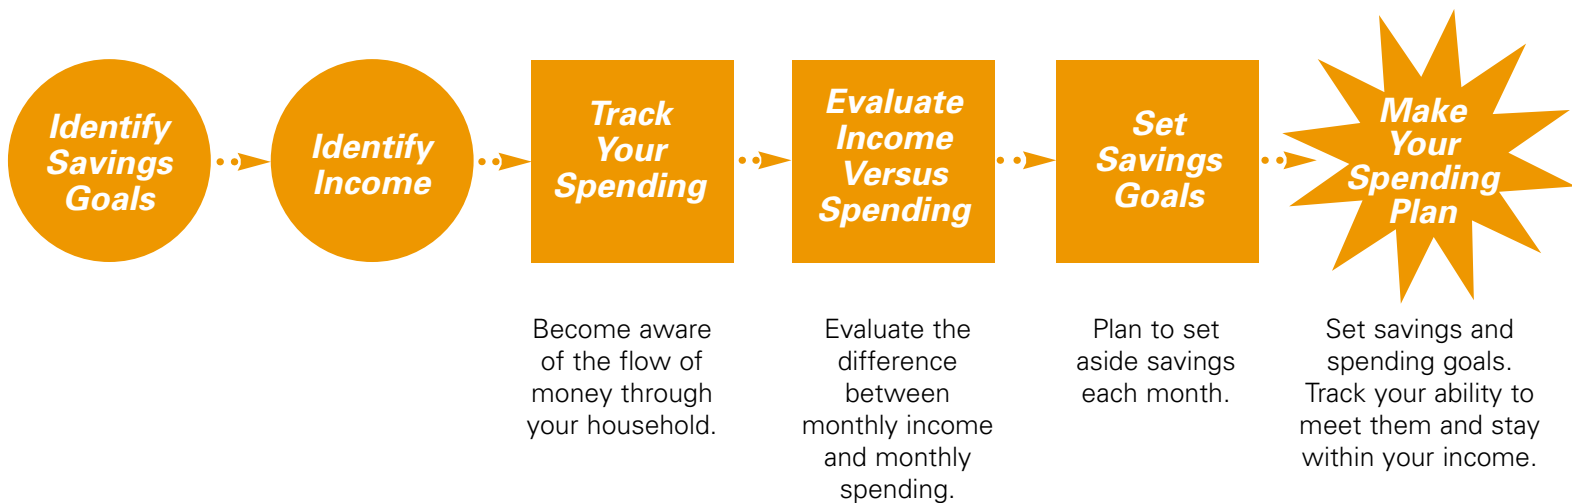 Identify
Savings
Goals
Identify
Income
Track
Your
Spending
Evaluate
Income
Versus
Spending
Set
Savings
Goals
Make
Your
Spending
Plan
Become aware
of the flow of
money through
your household.
Evaluate the
difference
between
monthly income
and monthly
spending.
Plan to set
aside savings
each month.
Set savings and
spending goals.
Track your ability to
meet them and stay
within your income.